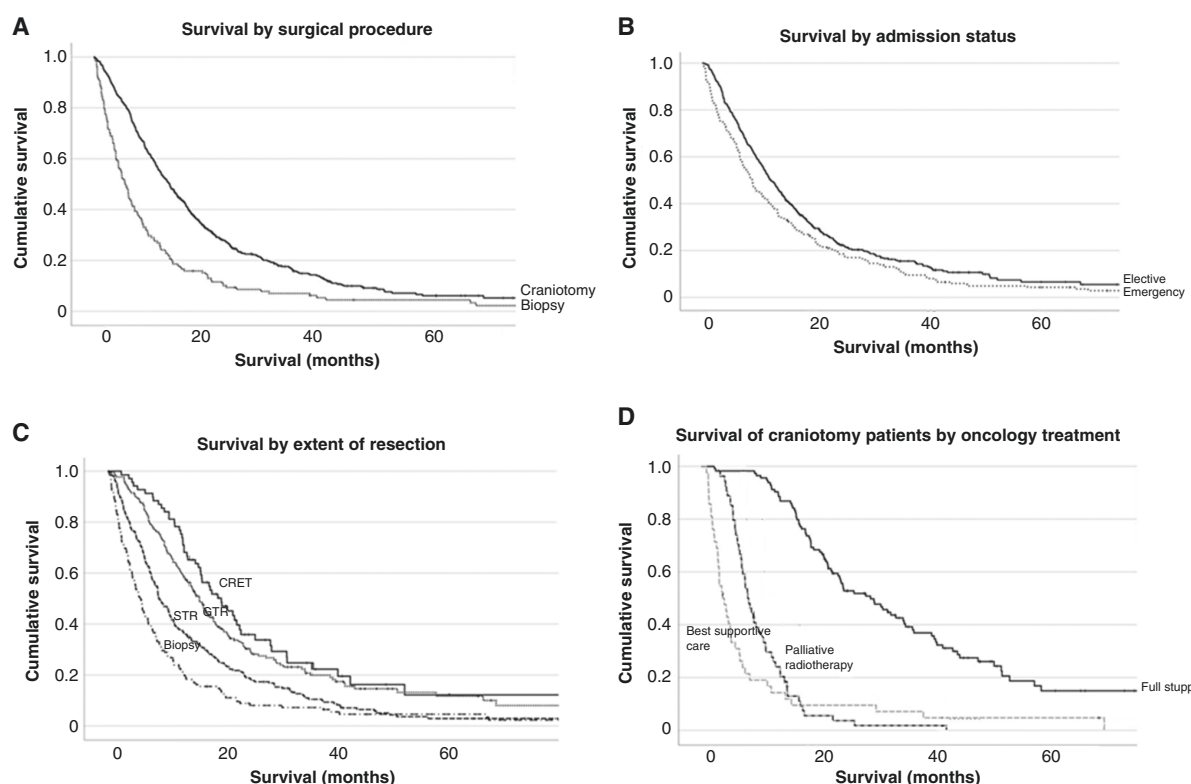 A
Survival by surgical procedure
Cumulative survival
1.0
0.8
0.6
0.4
0.2
0
Craniotomy
Biopsy
0 20 40 60
Survival (months)
B
Survival by admission status
Cumulative survival
1.0
0.8
0.6
0.4
0.2
0
Elective
Emergency
0 20 40 60
Survival (months)
C
Survival by extent of resection
Cumulative survival
1.0
0.8
0.6
0.4
0.2
0
CRET
GTR
STR
Biopsy
0 20 40 60
Survival (months)
D
Survival of craniotomy patients by oncology treatment
Cumulative survival
1.0
0.8
0.6
0.4
0.2
0
Best supportive
care
Palliative
radiotherapy
Full stupp
0 20 40 60
Survival (months)